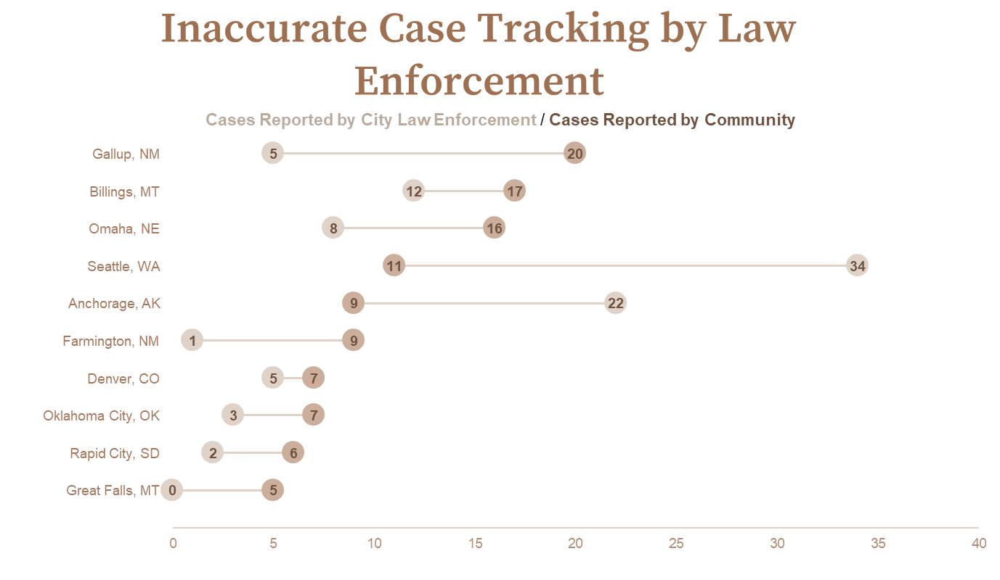 Inaccurate Case Tracking by Law
Enforcement
Cases Reported by City Law Enforcement / Cases Reported by Community
Gallup, NM 5 20
Billings, MT 12 17
Omaha, NE 8 16
Seattle, WA 11 34
Anchorage, AK 9 22
Farmington, NM 1 9
Denver, CO 5 7
Oklahoma City, OK 3 7
Rapid City, SD 2 6
Great Falls, MT 0 5
0 5 10 15 20 25 30 35 40